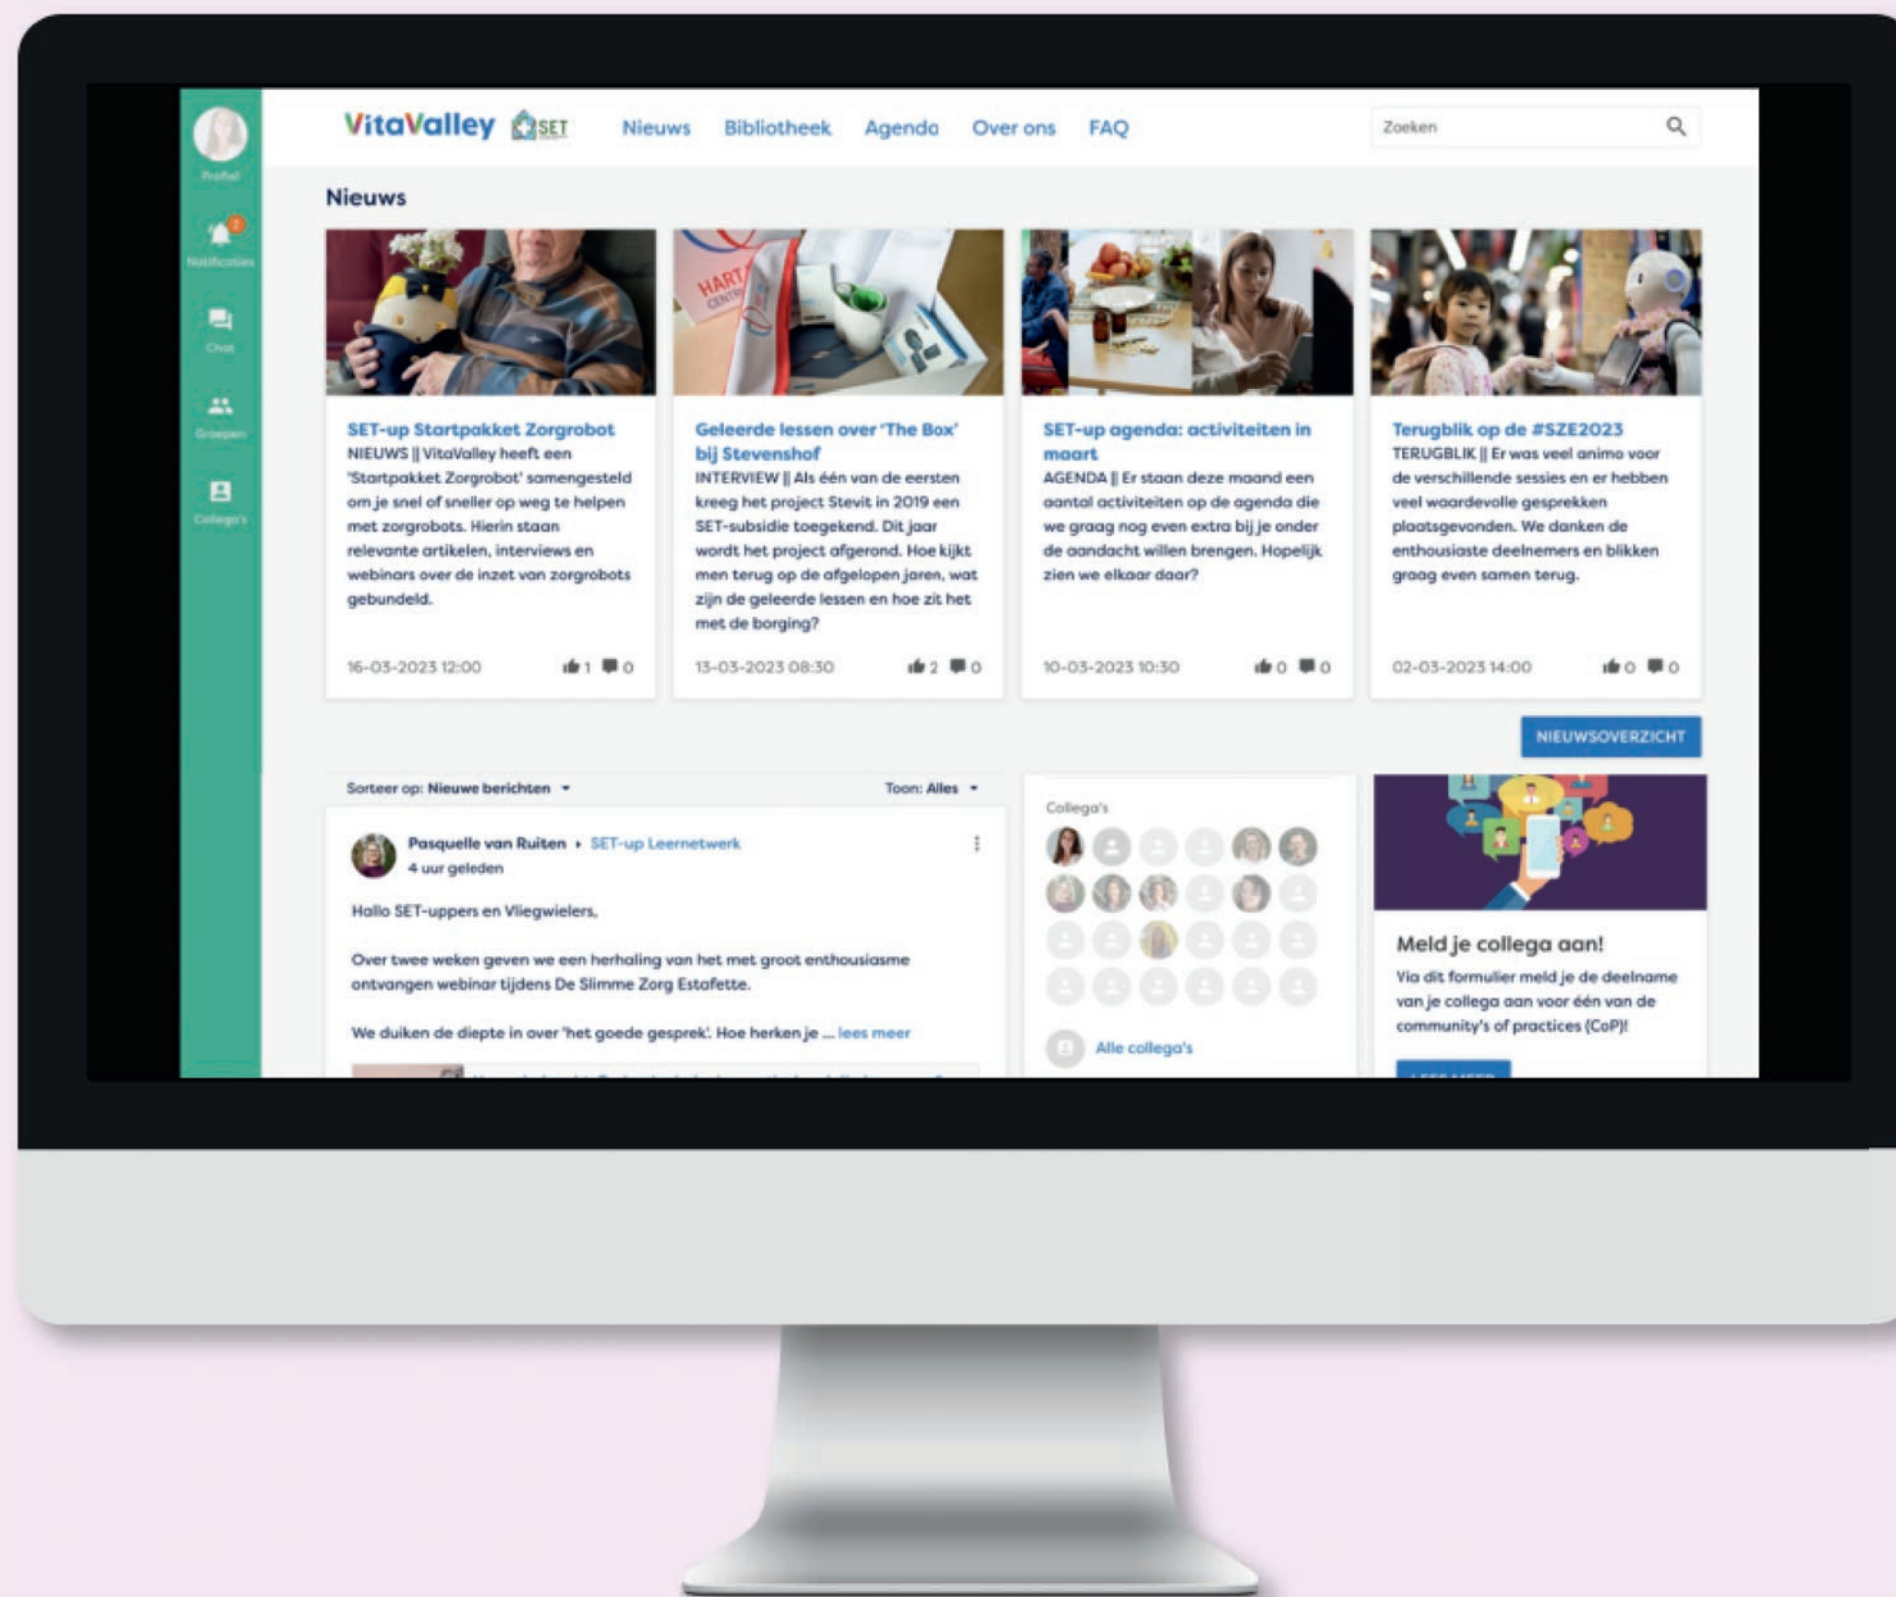 VitaValley SET Nieuws Bibliotheek Agenda Over ons FAQ Zoeken
Profiel
2
Notificaties
Chat
Groepen
Collega's
Nieuws
HART
CENTR
SET-up Startpakket Zorgrobot
NIEUWS || VitaValley heeft een
'Startpakket Zorgrobot' samengesteld
om je snel of sneller op weg te helpen
met zorgrobots. Hierin staan
relevante artikelen, interviews en
webinars over de inzet van zorgrobots
gebundeld.
16-03-2023 12:00 1 0
Geleerde lessen over 'The Box'
bij Stevenshof
INTERVIEW || Als één van de eersten
kreeg het project Stevit in 2019 een
SET-subsidie toegekend. Dit jaar
wordt het project afgerond. Hoe kijkt
men terug op de afgelopen jaren, wat
zijn de geleerde lessen en hoe zit het
met de borging?
13-03-2023 08:30 2 0
SET-up agenda: activiteiten in
maart
AGENDA || Er staan deze maand een
aantal activiteiten op de agenda die
we graag nog even extra bij je onder
de aandacht willen brengen. Hopelijk
zien we elkaar daar?
10-03-2023 10:30 0 0
Terugblik op de #SZE2023
TERUGBLIK || Er was veel animo voor
de verschillende sessies en er hebben
veel waardevolle gesprekken
plaatsgevonden. We danken de
enthousiaste deelnemers en blikken
graag even samen terug.
02-03-2023 14:00 0 0
NIEUWSOVERZICHT
Sorteer op: Nieuwe berichten Toon: Alles
Pasquelle van Ruiten SET-up Leernetwerk
4 uur geleden
Hallo SET-uppers en Vliegwielers,
Over twee weken geven we een herhaling van het met groot enthousiasme
ontvangen webinar tijdens De Slimme Zorg Estafette.
We duiken de diepte in over 'het goede gesprek'. Hoe herken je ... lees meer
Collega's
Alle collega's
Meld je collega aan!
Via dit formulier meld je de deelname
van je collega aan voor één van de
community's of practices (CoP)!
LEES MEER